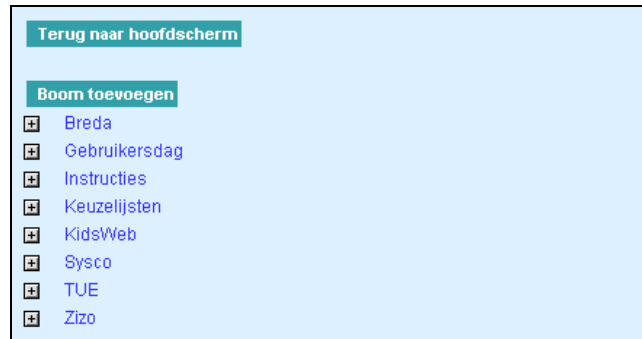 Terug naar hoofdscherm
Boom toevoegen
Breda
Gebruikersdag
Instructies
Keuzelijsten
KidsWeb
Sysco
TUE
Zizo